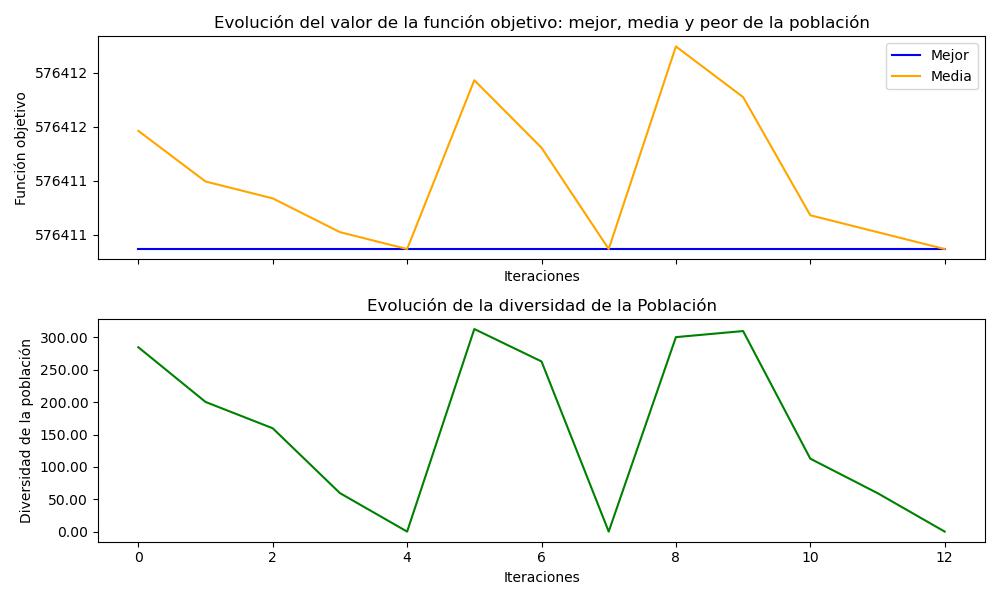 Evolución del valor de la función objetivo: mejor, media y peor de la población
Función objetivo
576412
576412
576411
576411
Mejor
Media
Iteraciones
Evolución de la diversidad de la Población
Diversidad de la población
300.00
250.00
200.00
150.00
100.00
50.00
0.00
0 2 4 6 8 10 12
Iteraciones